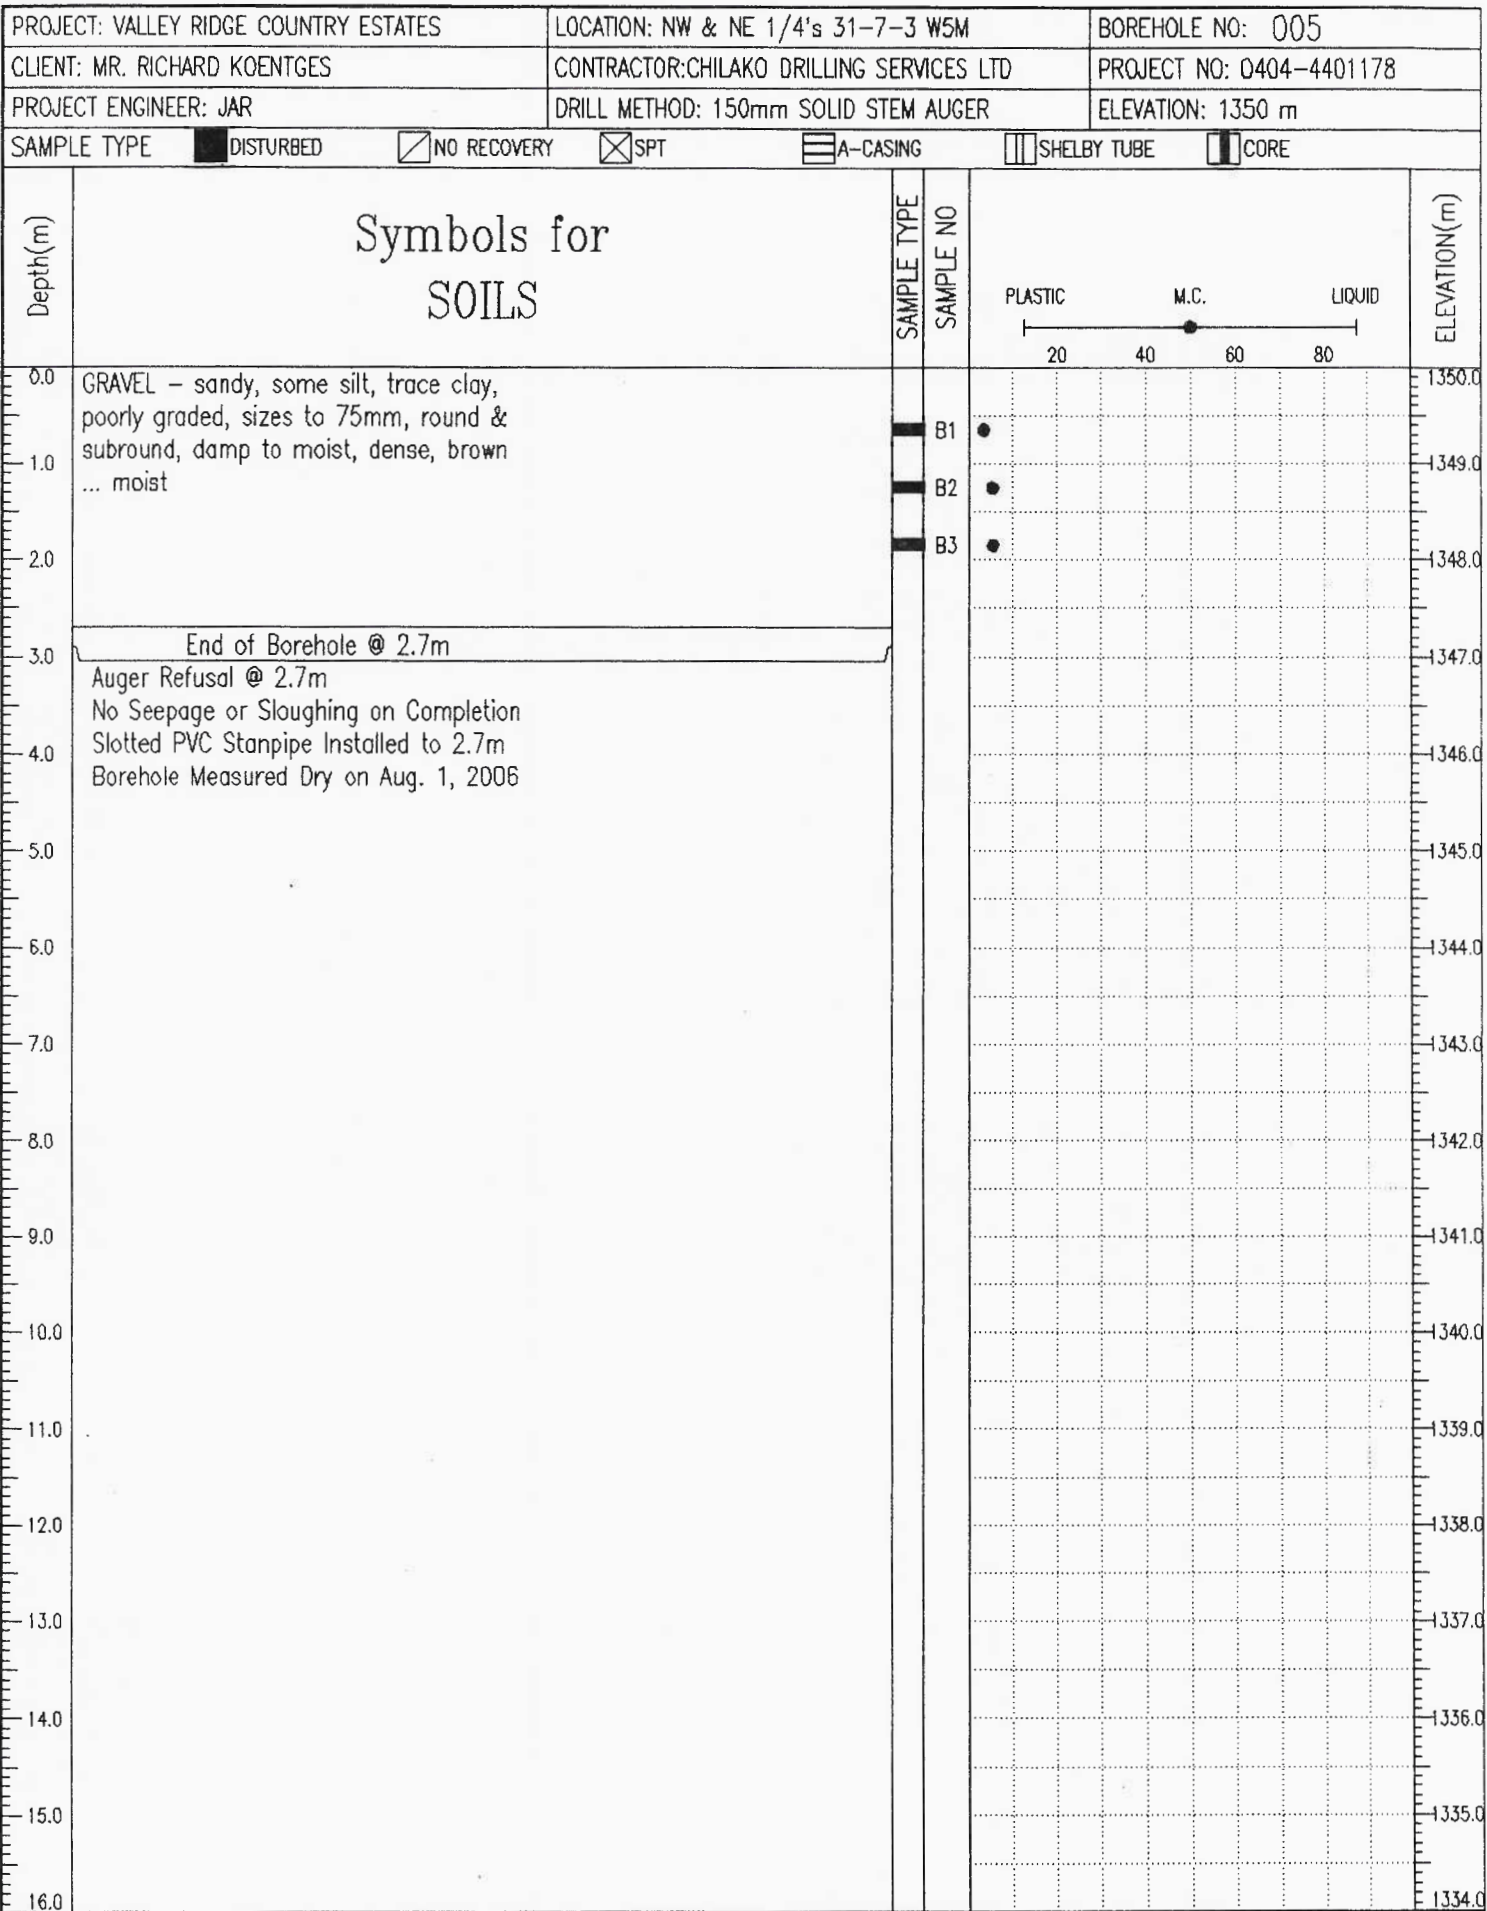 PROJECT: VALLEY RIDGE COUNTRY ESTATES
LOCATION: NW & NE 1/4's 31-7-3 W5M
BOREHOLE NO: 005
CLIENT: MR. RICHARD KOENTGES
CONTRACTOR:CHILAKO DRILLING SERVICES LTD
PROJECT NO: 0404-4401178
PROJECT ENGINEER: JAR
DRILL METHOD: 150mm SOLID STEM AUGER
ELEVATION: 1350 m
SAMPLE TYPE DISTURBED NO RECOVERY SPT A-CASING SHELBY TUBE CORE
Depth(m)
Symbols for
SOILS
SAMPLE TYPE
SAMPLE NO
PLASTIC M.C. LIQUID
20 40 60 80
ELEVATION(m)
0.0
GRAVEL - sandy, some silt, trace clay,
poorly graded, sizes to 75mm, round &
subround, damp to moist, dense, brown
... moist
B1
B2
B3
End of Borehole @ 2.7m
Auger Refusal @ 2.7m
No Seepage or Sloughing on Completion
Slotted PVC Stanpipe Installed to 2.7m
Borehole Measured Dry on Aug. 1, 2006
1.0
2.0
3.0
4.0
5.0
6.0
7.0
8.0
9.0
10.0
11.0
12.0
13.0
14.0
15.0
16.0
1350.0
1349.0
1348.0
1347.0
1346.0
1345.0
1344.0
1343.0
1342.0
1341.0
1340.0
1339.0
1338.0
1337.0
1336.0
1335.0
1334.0